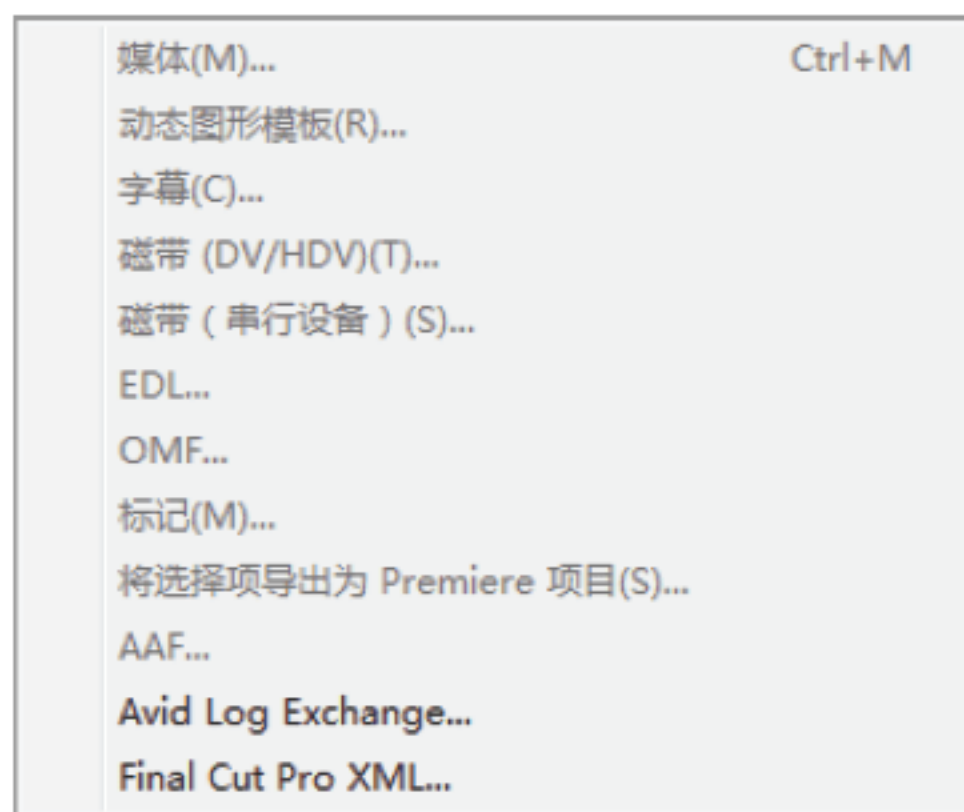 媒体(M)... Ctrl+M
动态图形模板(R)...
字幕(C)...
磁带 (DV/HDV)(T)...
磁带（串行设备）(S)...
EDL...
OMF...
标记(M)...
将选择项导出为 Premiere 项目(S)...
AAF...
Avid Log Exchange...
Final Cut Pro XML...